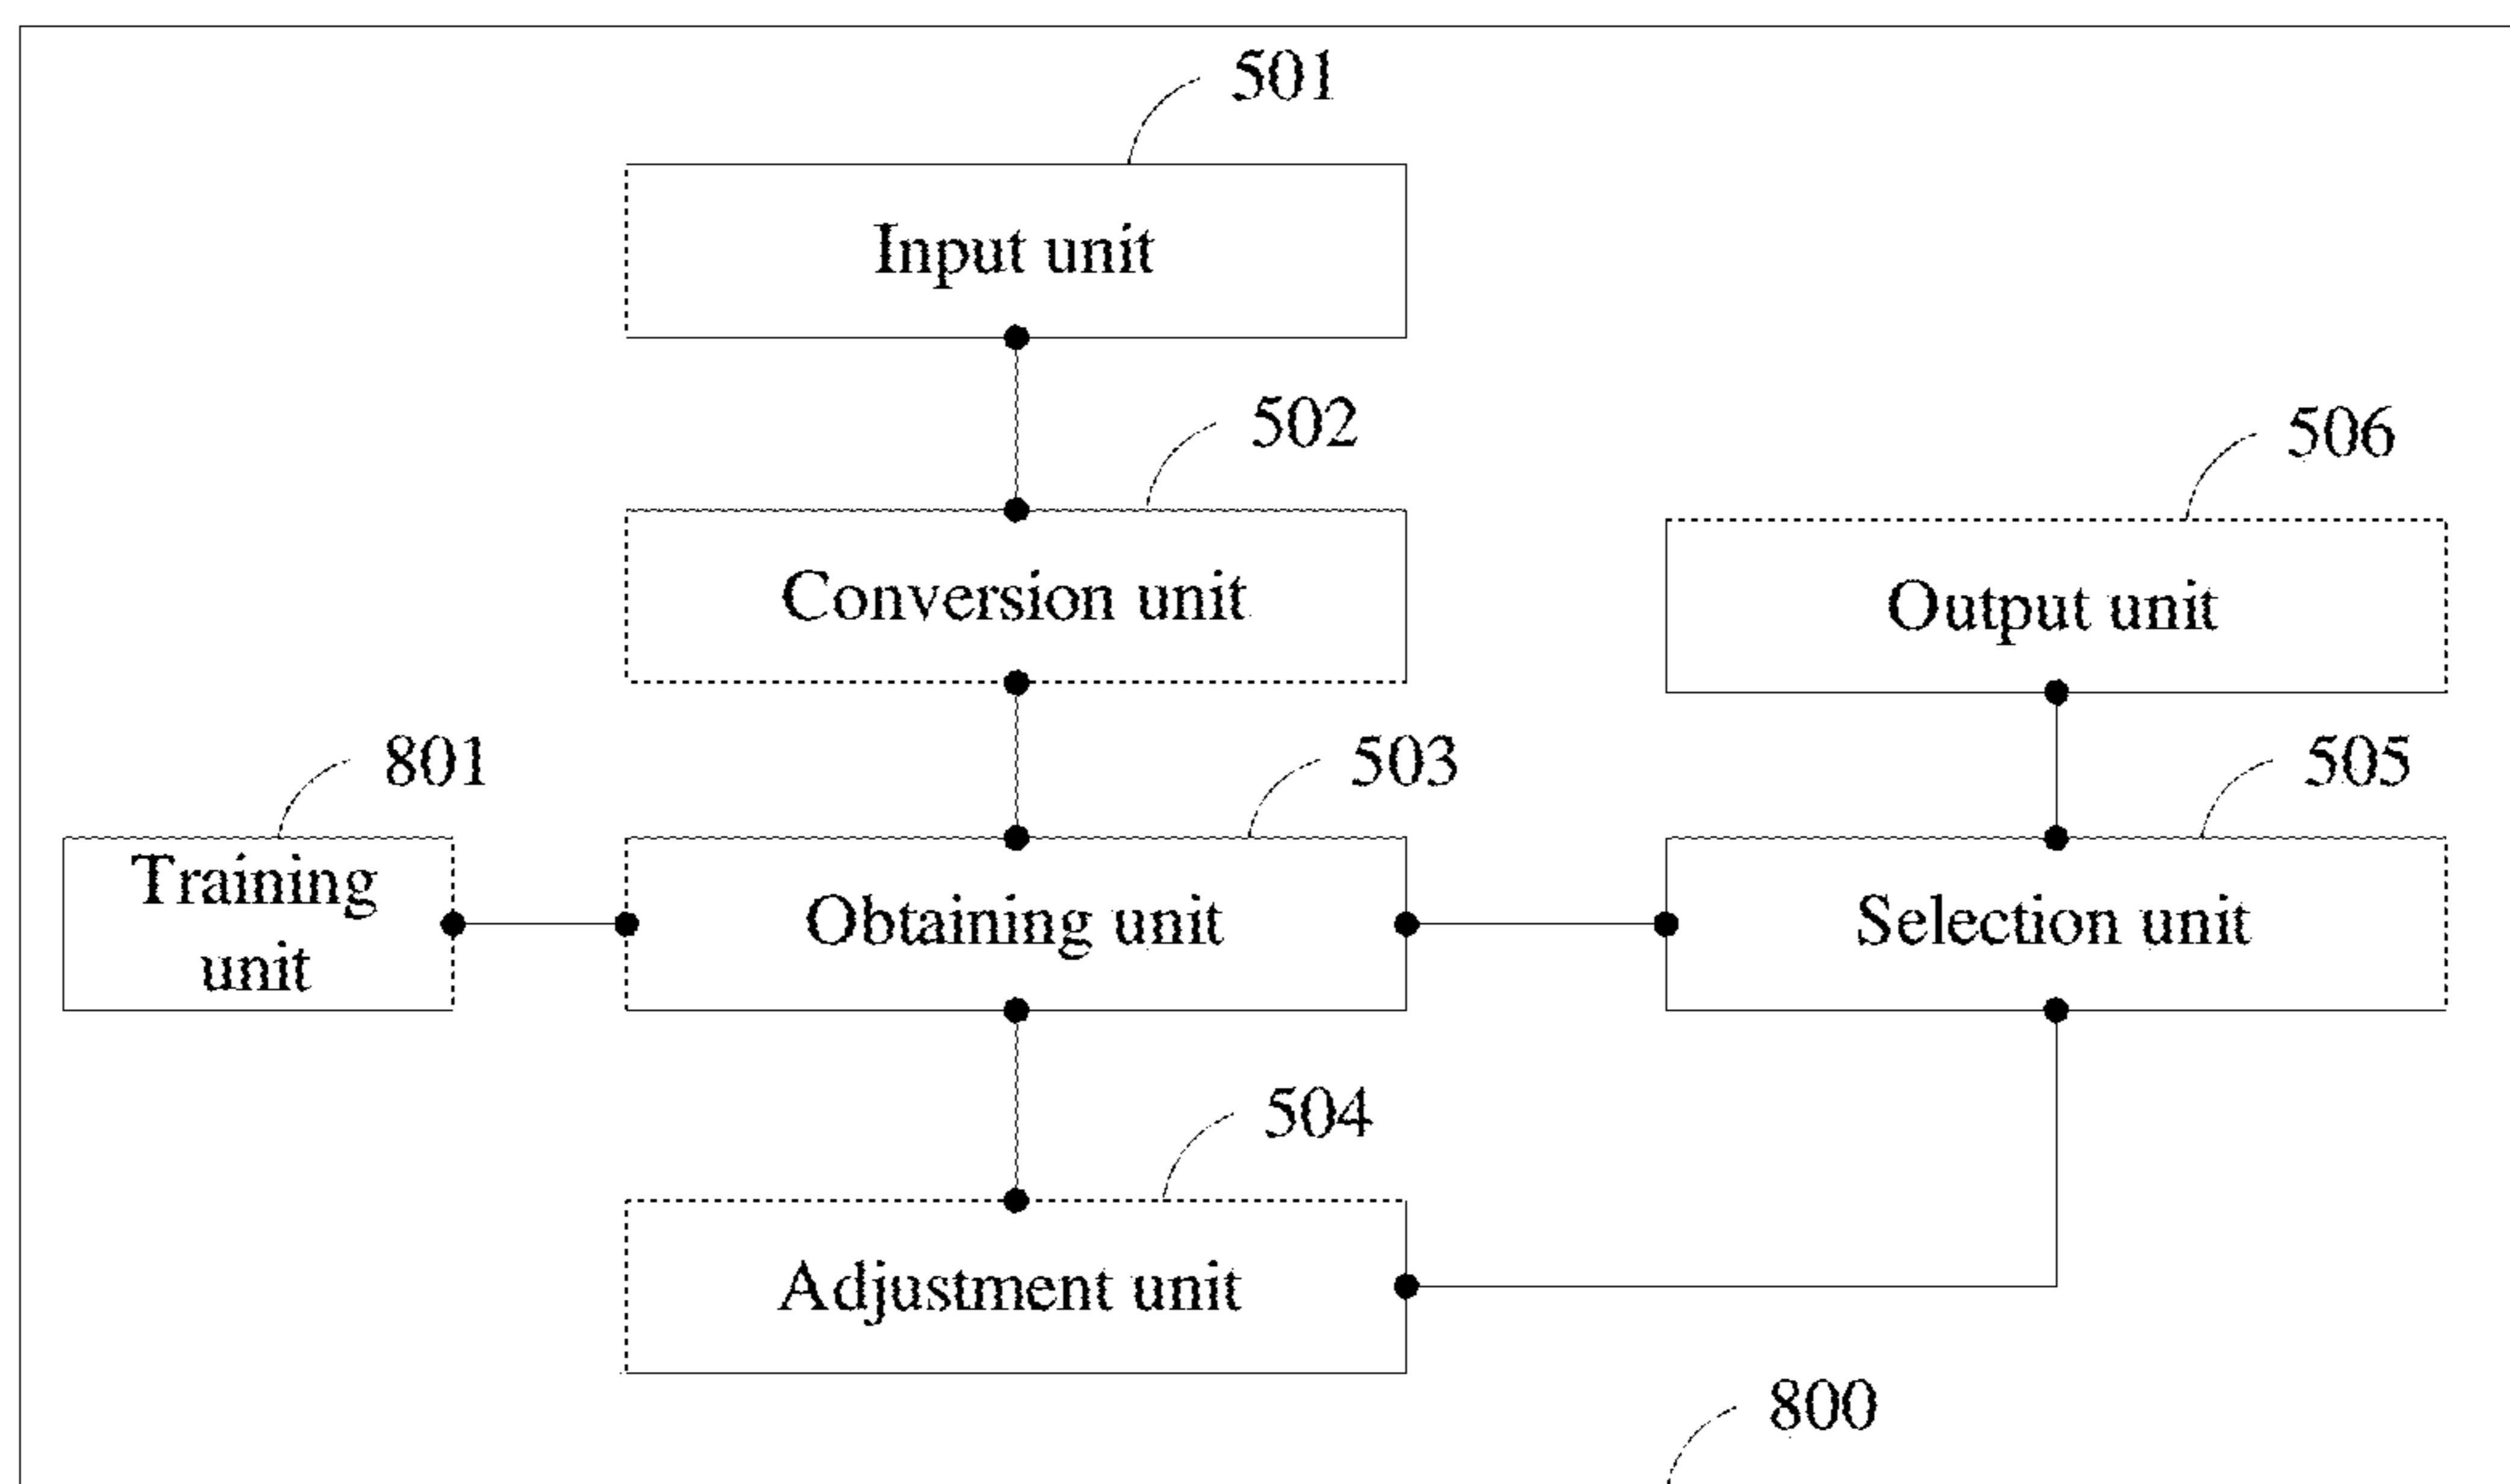 501
Input unit
502
Conversion unit
506
Output unit
801
Training
unit
503
Obtaining unit
505
Selection unit
504
Adjustment unit
800